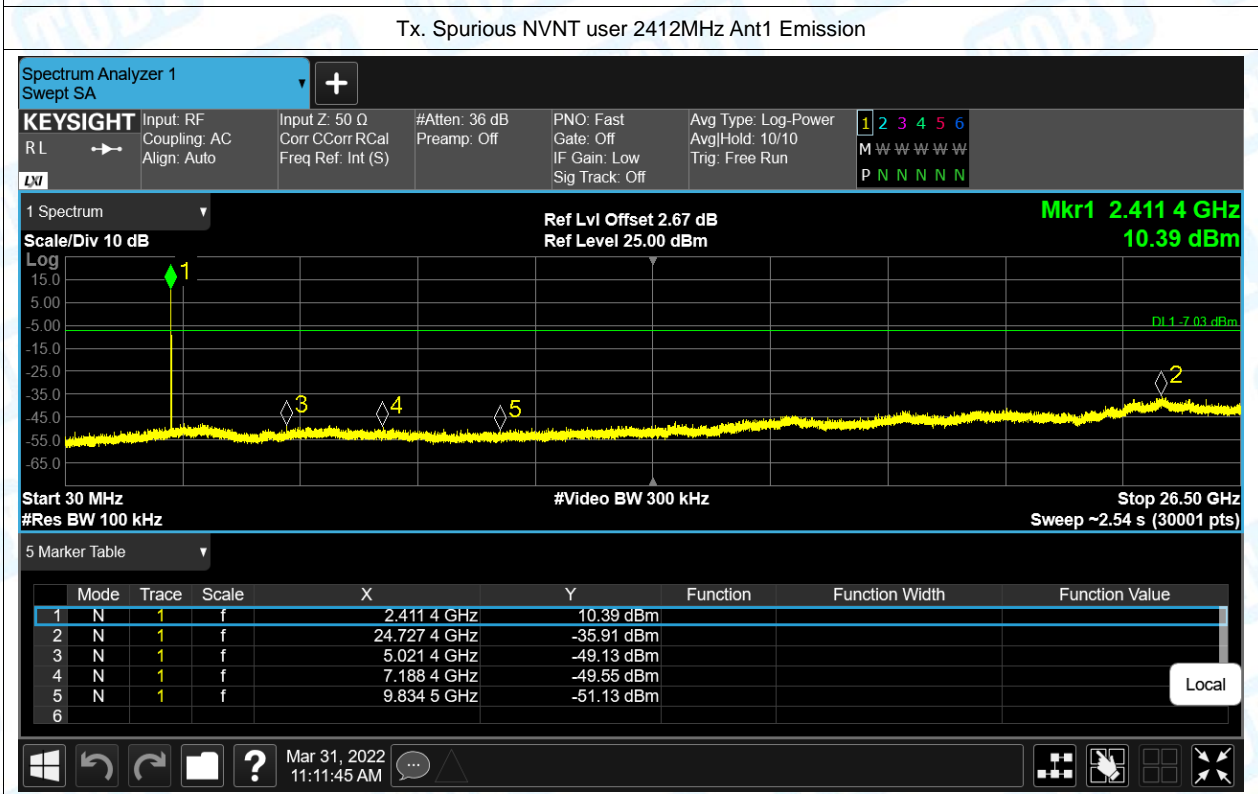 Tx. Spurious NVNT user 2412MHz Ant1 Emission
Spectrum Analyzer 1
Swept SA
KEYSIGHT
R L
LXI
Input: RF
Coupling: AC
Align: Auto
Input Z: 50 Ω
Corr CCorr RCal
Freq Ref: Int (S)
#Atten: 36 dB
Preamp: Off
PNO: Fast
Gate: Off
IF Gain: Low
Sig Track: Off
Avg Type: Log-Power
Avg|Hold: 10/10
Trig: Free Run
1 2 3 4 5 6
M W W W W W
P N N N N N
1 Spectrum
Scale/Div 10 dB
Ref Lvl Offset 2.67 dB
Ref Level 25.00 dBm
Mkr1 2.411 4 GHz
10.39 dBm
Log
15.0
5.00
-5.00
-15.0
-25.0
-35.0
-45.0
-55.0
-65.0
1
DL1 -7.03 dBm
2
3
4
5
Start 30 MHz
#Res BW 100 kHz
#Video BW 300 kHz
Stop 26.50 GHz
Sweep ~2.54 s (30001 pts)
5 Marker Table
Mode Trace Scale X Y Function Function Width Function Value
1 N 1 f 2.411 4 GHz 10.39 dBm
2 N 1 f 24.727 4 GHz -35.91 dBm
3 N 1 f 5.021 4 GHz -49.13 dBm
4 N 1 f 7.188 4 GHz -49.55 dBm
5 N 1 f 9.834 5 GHz -51.13 dBm
6
Local
?
Mar 31, 2022
11:11:45 AM